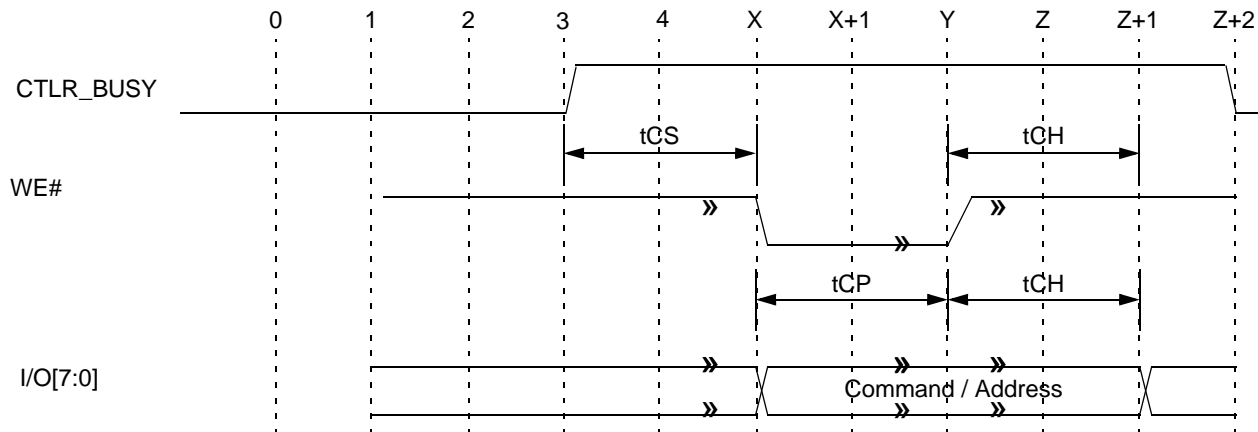 0 1 2 3 4 X X+1 Y Z Z+1 Z+2
CTLR_BUSY
tCS tCH
WE#
tCP tCH
I/O[7:0]
Command / Address